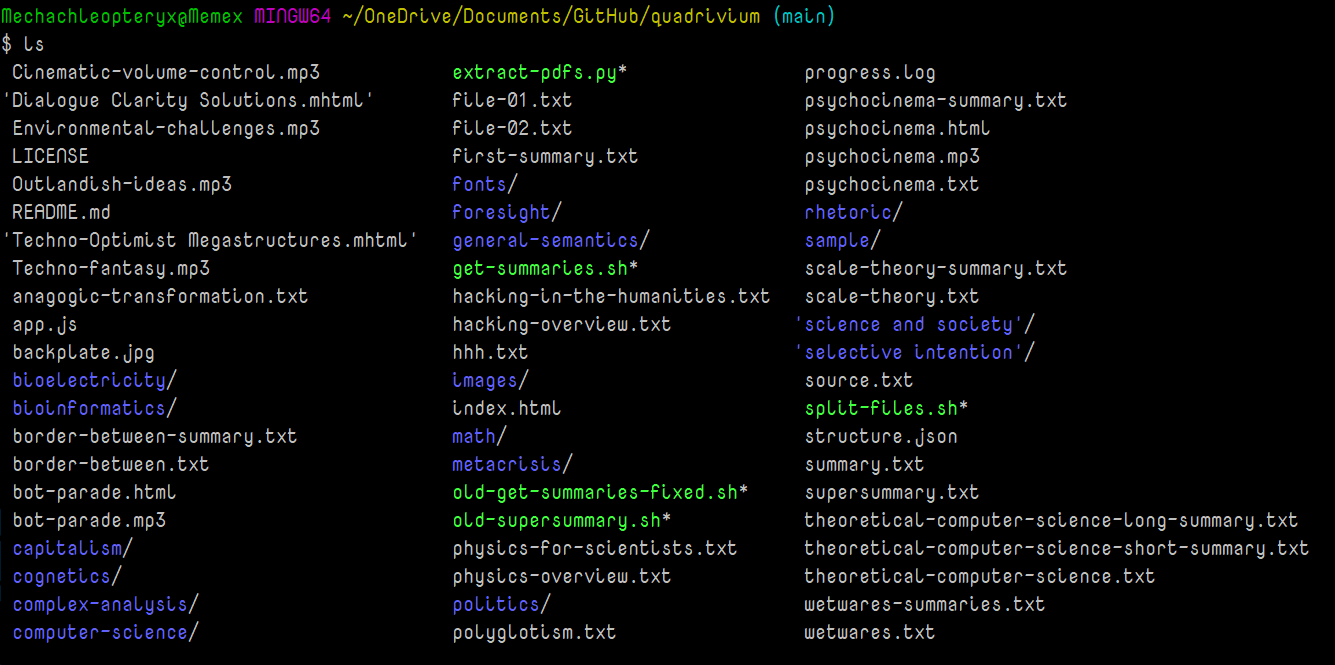 Mechachleopteryx@Memex MINGW64 ~/OneDrive/Documents/GitHub/quadrivium (main)
$ ls
 Cinematic-volume-control.mp3                extract-pdfs.py*                 progress.log
'Dialogue Clarity Solutions.mhtml'           file-01.txt                      psychocinema-summary.txt
 Environmental-challenges.mp3                file-02.txt                      psychocinema.html
 LICENSE                                     first-summary.txt                psychocinema.mp3
 Outlandish-ideas.mp3                        fonts/                           psychocinema.txt
 README.md                                   foresight/                       rhetoric/
'Techno-Optimist Megastructures.mhtml'       general-semantics/               sample/
 Techno-fantasy.mp3                          get-summaries.sh*                scale-theory-summary.txt
 anagogic-transformation.txt                 hacking-in-the-humanities.txt    scale-theory.txt
 app.js                                      hacking-overview.txt            'science and society'/
 backplate.jpg                               hhh.txt                         'selective intention'/
 bioelectricity/                             images/                          source.txt
 bioinformatics/                             index.html                       split-files.sh*
 border-between-summary.txt                  math/                            structure.json
 border-between.txt                          metacrisis/                      summary.txt
 bot-parade.html                             old-get-summaries-fixed.sh*      supersummary.txt
 bot-parade.mp3                              old-supersummary.sh*             theoretical-computer-science-long-summary.txt
 capitalism/                                 physics-for-scientists.txt       theoretical-computer-science-short-summary.txt
 cognetics/                                  physics-overview.txt             theoretical-computer-science.txt
 complex-analysis/                           politics/                        wetwares-summaries.txt
 computer-science/                           polyglotism.txt                  wetwares.txt